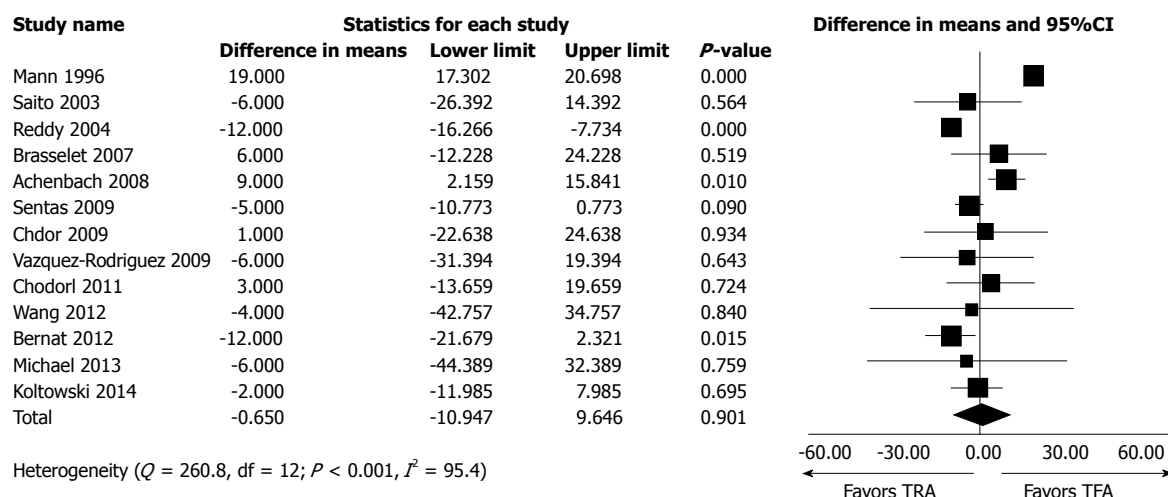 Study name Statistics for each study Difference in means and 95%CI
Difference in means Lower limit Upper limit P-value
Mann 1996 19.000 17.302 20.698 0.000
Saito 2003 -6.000 -26.392 14.392 0.564
Reddy 2004 -12.000 -16.266 -7.734 0.000
Brasselet 2007 6.000 -12.228 24.228 0.519
Achenbach 2008 9.000 2.159 15.841 0.010
Sentas 2009 -5.000 -10.773 0.773 0.090
Chdor 2009 1.000 -22.638 24.638 0.934
Vazquez-Rodriguez 2009 -6.000 -31.394 19.394 0.643
Chodorl 2011 3.000 -13.659 19.659 0.724
Wang 2012 -4.000 -42.757 34.757 0.840
Bernat 2012 -12.000 -21.679 2.321 0.015
Michael 2013 -6.000 -44.389 32.389 0.759
Koltowski 2014 -2.000 -11.985 7.985 0.695
Total -0.650 -10.947 9.646 0.901
-60.00 -30.00 0.00 30.00 60.00
Heterogeneity (Q = 260.8, df = 12; P < 0.001, I² = 95.4)
Favors TRA Favors TFA